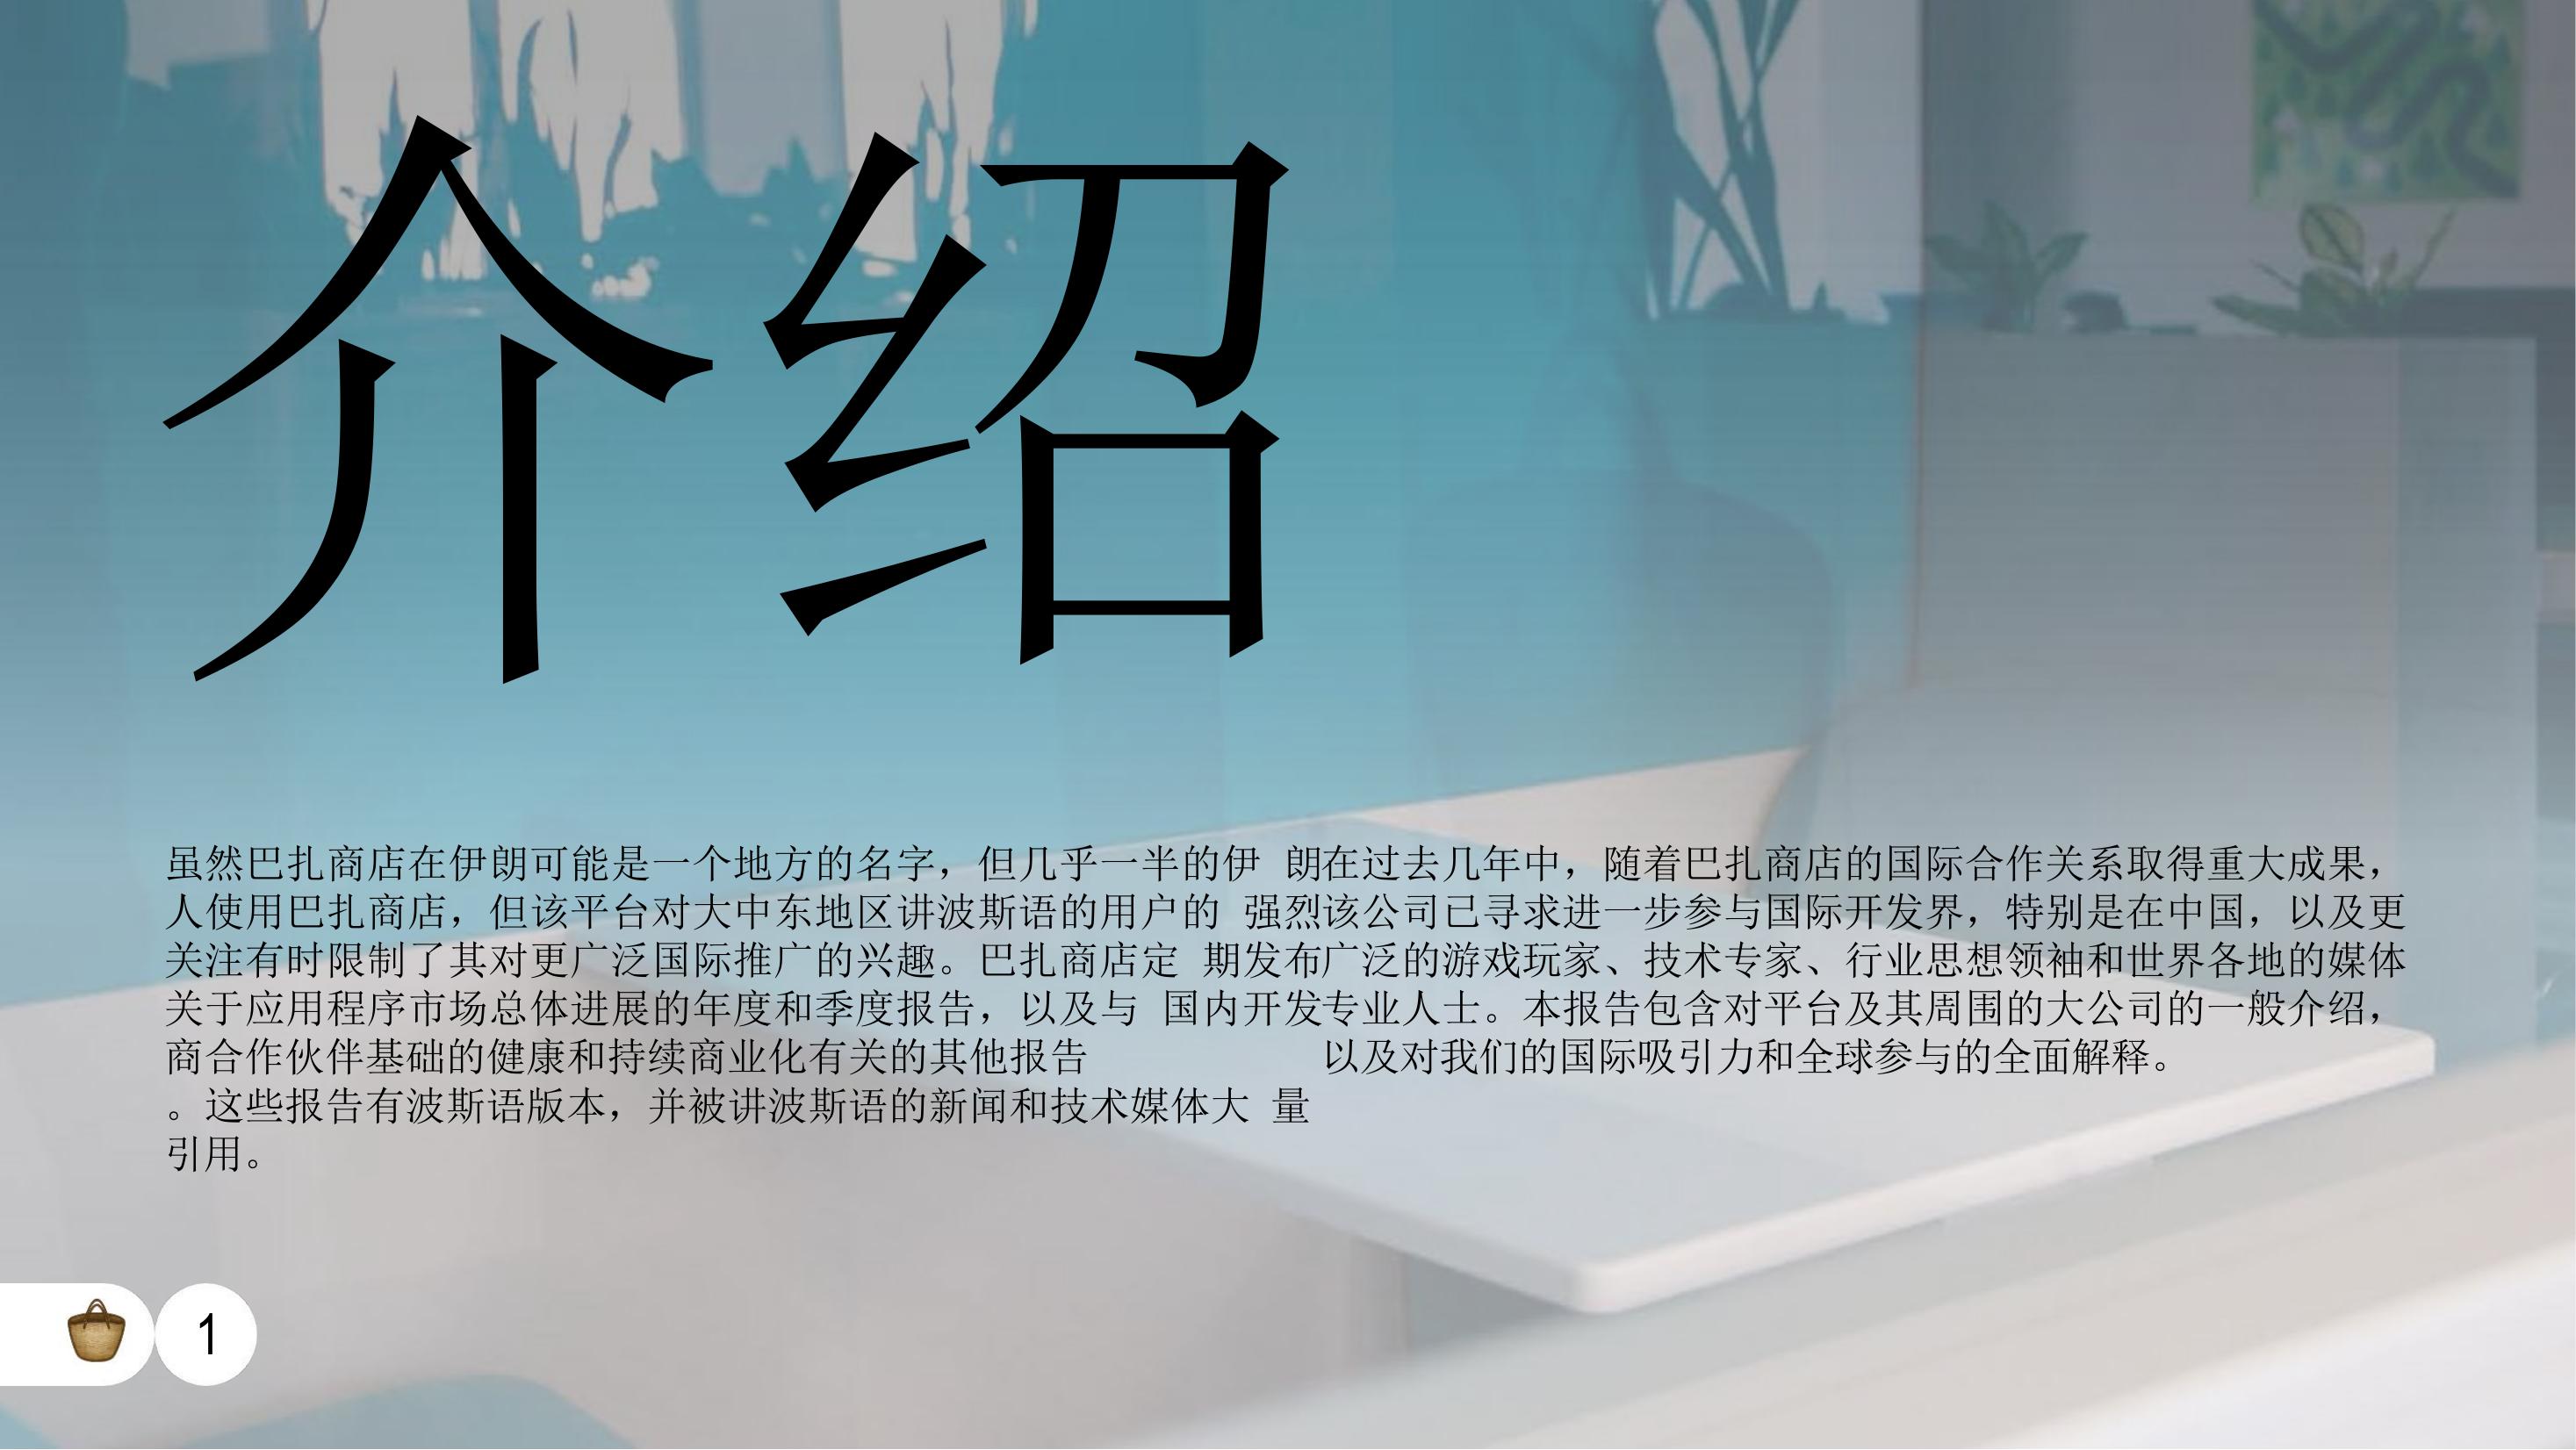 介绍
虽然巴扎商店在伊朗可能是一个地方的名字，但几乎一半的伊 朗
人使用巴扎商店，但该平台对大中东地区讲波斯语的用户的 强烈
关注有时限制了其对更广泛国际推广的兴趣。巴扎商店定 期发布
关于应用程序市场总体进展的年度和季度报告，以及与 国内开发
商合作伙伴基础的健康和持续商业化有关的其他报告
。这些报告有波斯语版本，并被讲波斯语的新闻和技术媒体大 量
引用。
在过去几年中，随着巴扎商店的国际合作关系取得重大成果，
该公司已寻求进一步参与国际开发界，特别是在中国，以及更
广泛的游戏玩家、技术专家、行业思想领袖和世界各地的媒体
专业人士。本报告包含对平台及其周围的大公司的一般介绍，
以及对我们的国际吸引力和全球参与的全面解释。
1